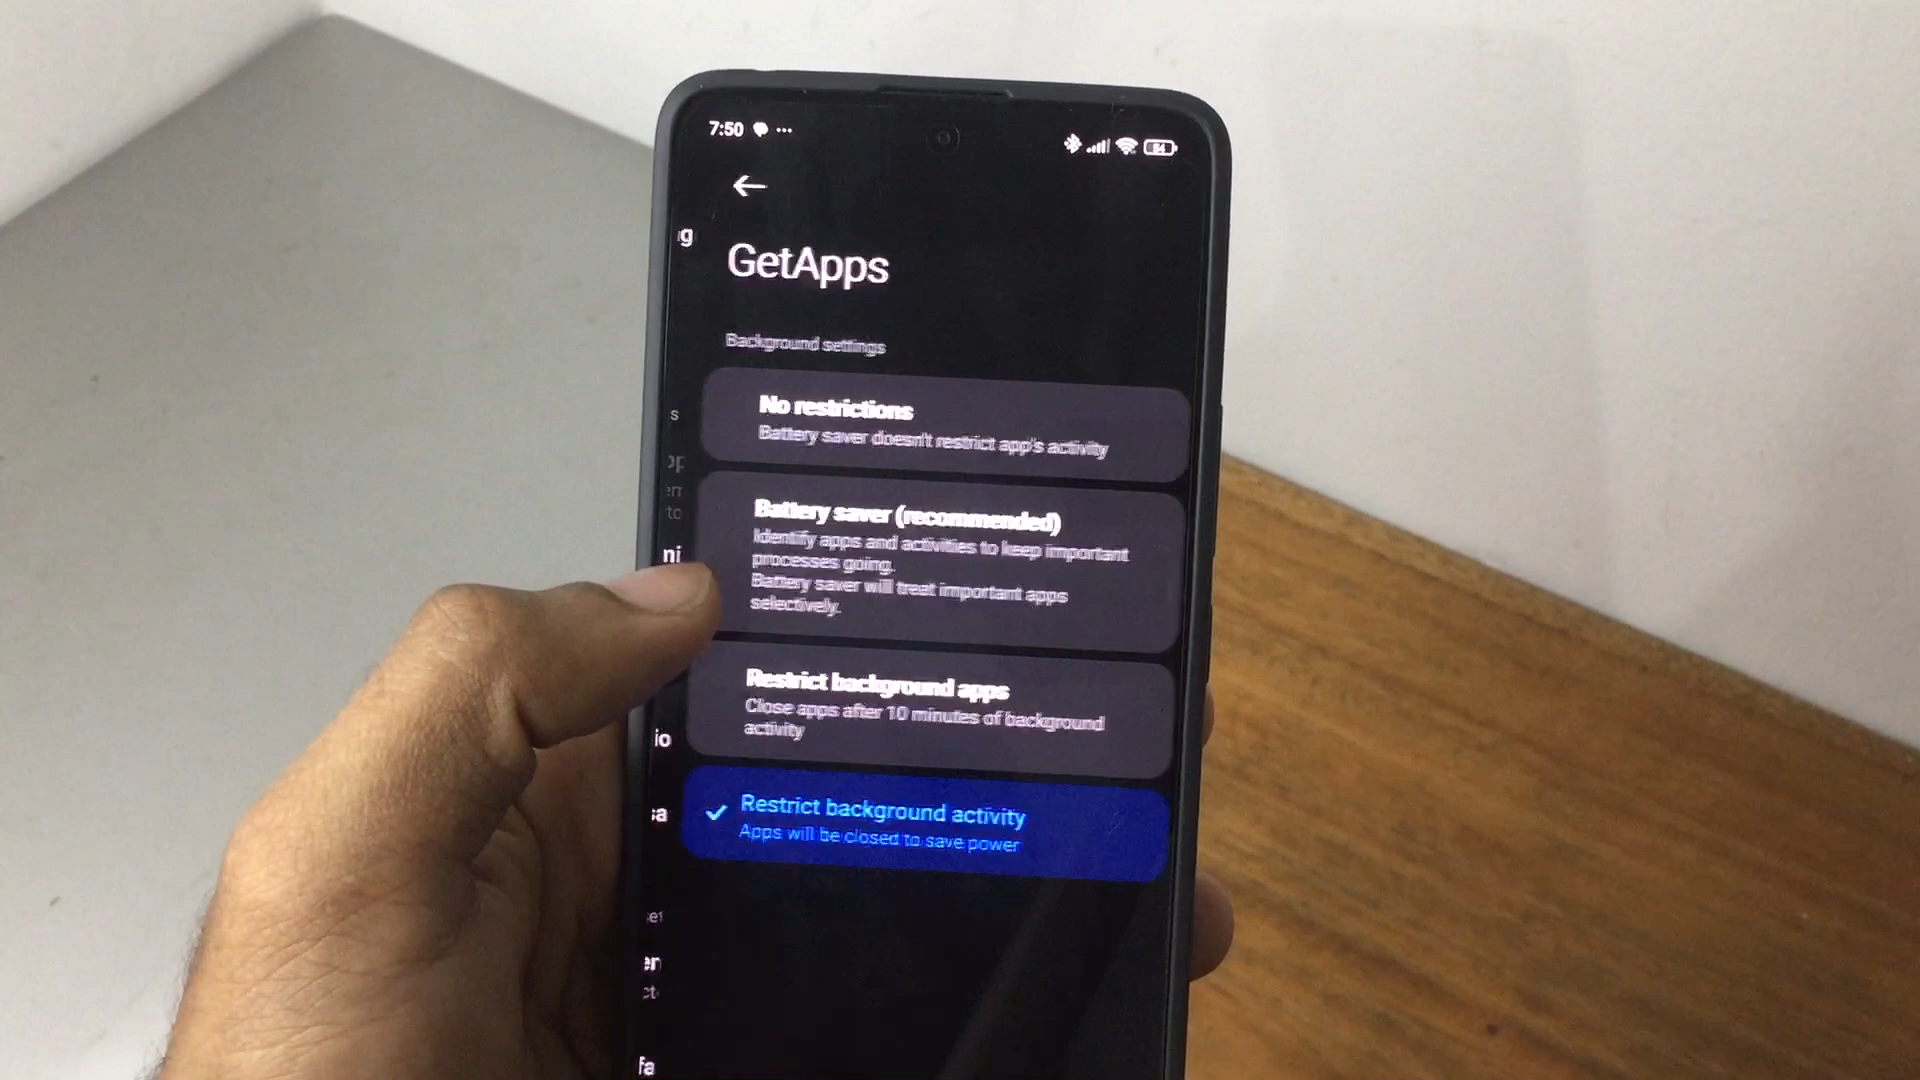 7:50
84
GetApps
Background settings
No restrictions
Battery saver doesn't restrict app's activity
Battery saver (recommended)
Identify apps and activities to keep important
processes going.
Battery saver will treat important apps
selectively.
Restrict background apps
Close apps after 10 minutes of background
activity
Restrict background activity
Apps will be closed to save power